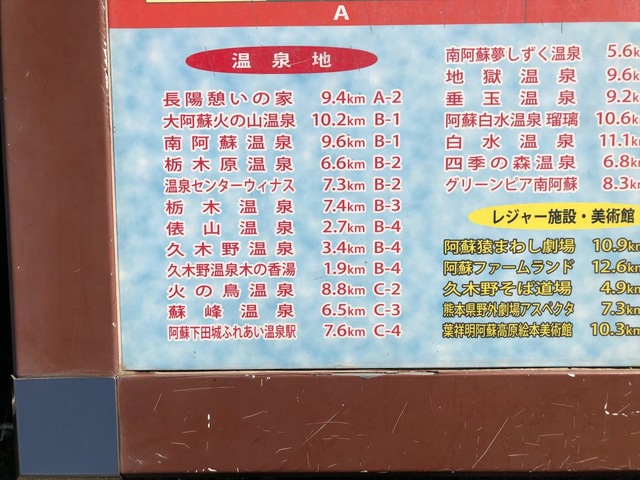 A
温泉地
長陽憩いの家 9.4km A-2
大阿蘇火の山温泉 10.2km B-1
南阿蘇温泉 9.6km B-1
栃木原温泉 6.6km B-2
温泉センターウィナス 7.3km B-2
栃木温泉 7.4km B-3
俵山温泉 2.7km B-4
久木野温泉 3.4km B-4
久木野温泉木の香湯 1.9km B-4
火の鳥温泉 8.8km C-2
蘇峰温泉 6.5km C-3
阿蘇下田城ふれあい温泉駅 7.6km C-4
南阿蘇夢しずく温泉 5.6k
地獄温泉 9.6k
垂玉温泉 9.2k
阿蘇白水温泉 瑠璃 10.6k
白水温泉 11.1k
四季の森温泉 6.8k
グリーンピア南阿蘇 8.3k
レジャー施設・美術館
阿蘇猿まわし劇場 10.9k
阿蘇ファームランド 12.6k
久木野そば道場 4.9k
熊本県野外劇場アスペクタ 7.3k
葉祥明阿蘇高原絵本美術館 10.3k